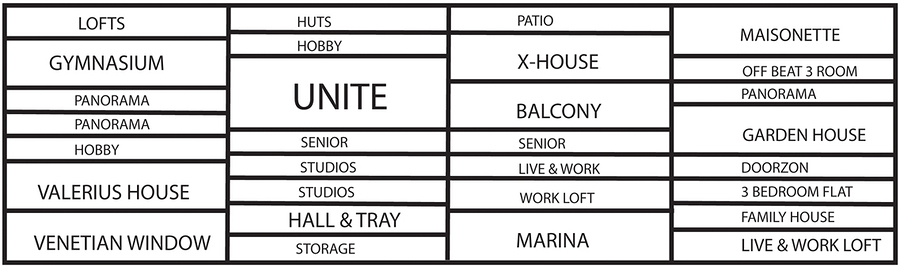 LOFTS
GYMNASIUM
PANORAMA
PANORAMA
HOBBY
VALERIUS HOUSE
VENETIAN WINDOW
HUTS
HOBBY
UNITE
SENIOR
STUDIOS
STUDIOS
HALL & TRAY
STORAGE
PATIO
X-HOUSE
BALCONY
SENIOR
LIVE & WORK
WORK LOFT
MARINA
MAISONETTE
OFF BEAT 3 ROOM
PANORAMA
GARDEN HOUSE
DOORZON
3 BEDROOM FLAT
FAMILY HOUSE
LIVE & WORK LOFT